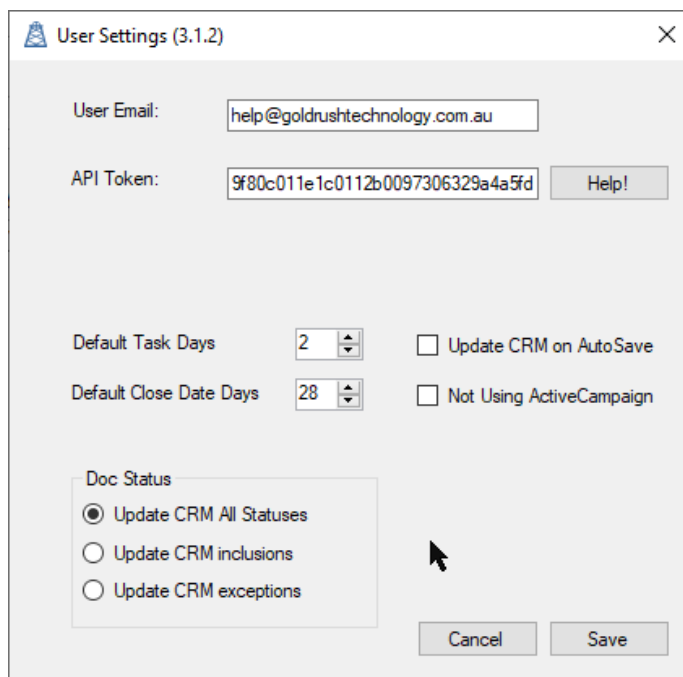 User Settings (3.1.2)
User Email:
help@goldrushtechnology.com.au
API Token:
9f80c011e1c0112b0097306329a4a5fd
Help!
Default Task Days
2
Update CRM on AutoSave
Default Close Date Days
28
Not Using ActiveCampaign
Doc Status
Update CRM All Statuses
Update CRM inclusions
Update CRM exceptions
Cancel
Save